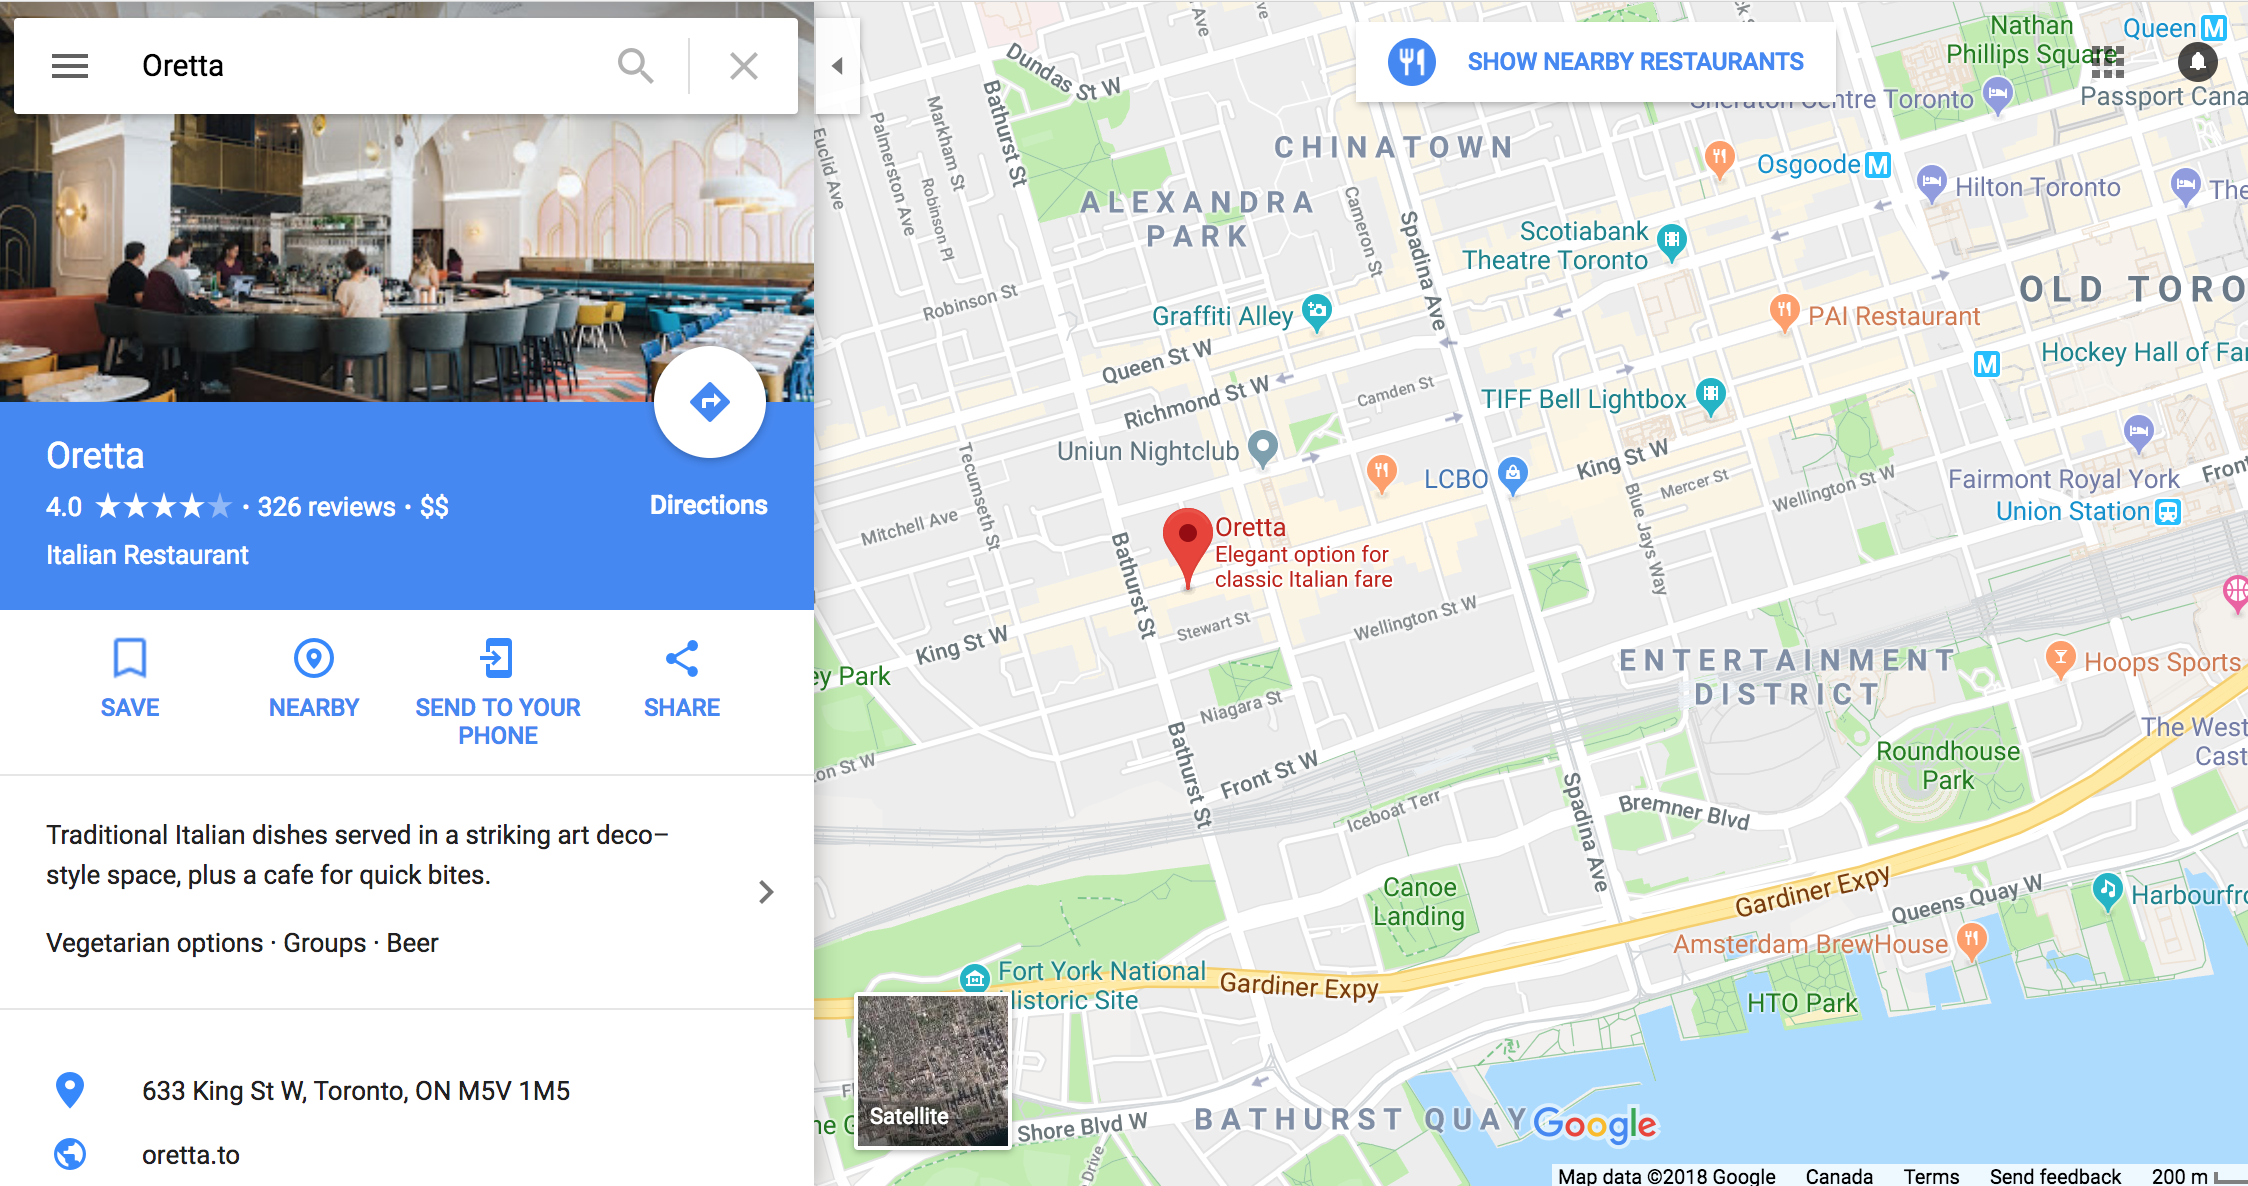 Oretta
Oretta
4.0
· 326 reviews · $$
Directions
Italian Restaurant
SAVE
NEARBY
SEND TO YOUR
PHONE
SHARE
Traditional Italian dishes served in a striking art deco–
style space, plus a cafe for quick bites.
Vegetarian options · Groups · Beer
633 King St W, Toronto, ON M5V 1M5
oretta.to
SHOW NEARBY RESTAURANTS
Nathan
Phillips Square
Queen M
Passport Cana
Sheraton Centre Toronto
Dundas St W
Bathurst St
Markham St
Palmerston Ave
Euclid Ave
Robinson Pl
Ave
CHINATOWN
ALEXANDRA
PARK
Cameron St
Spadina Ave
Osgoode M
Hilton Toronto
The
Scotiabank
Theatre Toronto
OLD TORO
Robinson St
Graffiti Alley
Queen St W
Richmond St W
Camden St
PAI Restaurant
M
Hockey Hall of Fa
TIFF Bell Lightbox
Uniun Nightclub
LCBO
King St W
Mercer St
Wellington St W
Blue Jays Way
Fairmont Royal York
Front
Union Station
Tecumseth St
Mitchell Ave
Bathurst St
Oretta
Elegant option for
classic Italian fare
King St W
Stewart St
Wellington St W
ENTERTAINMENT
DISTRICT
Hoops Sports
ey Park
Niagara St
Bathurst St
Front St W
on St W
The West
Cast
Roundhouse
Park
Iceboat Terr
Spadina Ave
Bremner Blvd
Canoe
Landing
Gardiner Expy
Queens Quay W
Harbourfr
Amsterdam BrewHouse
Fort York National
Historic Site
Gardiner Expy
HTO Park
Satellite
Shore Blvd W
Drive
BATHURST QUAY
Google
Map data ©2018 Google
Canada
Terms
Send feedback
200 m